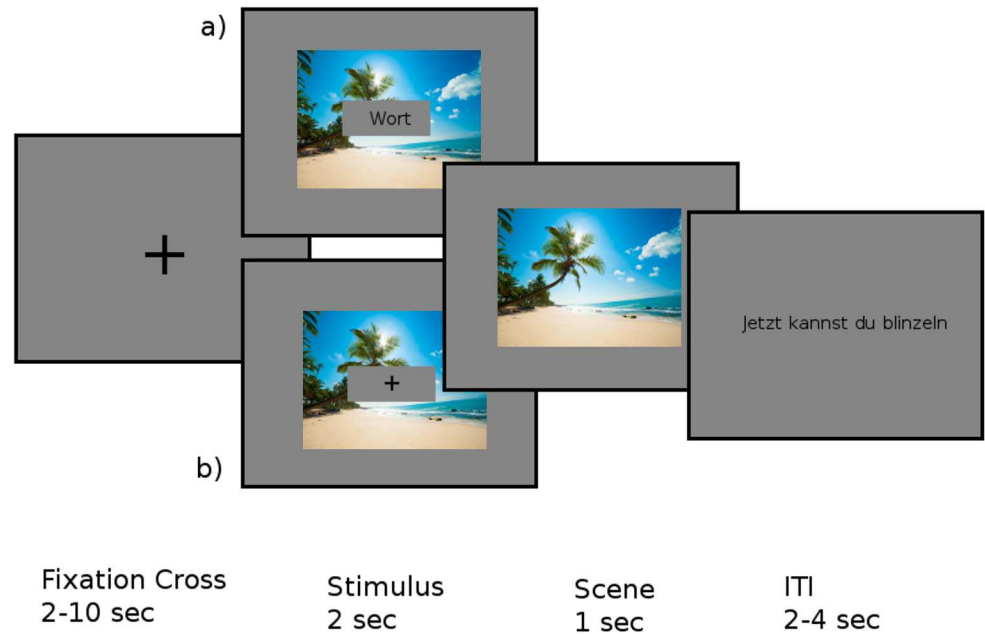 a)
Wort
Jetzt kannst du blinzeln
+
+
b)
Fixation Cross
2-10 sec
Stimulus
2 sec
Scene
1 sec
ITI
2-4 sec